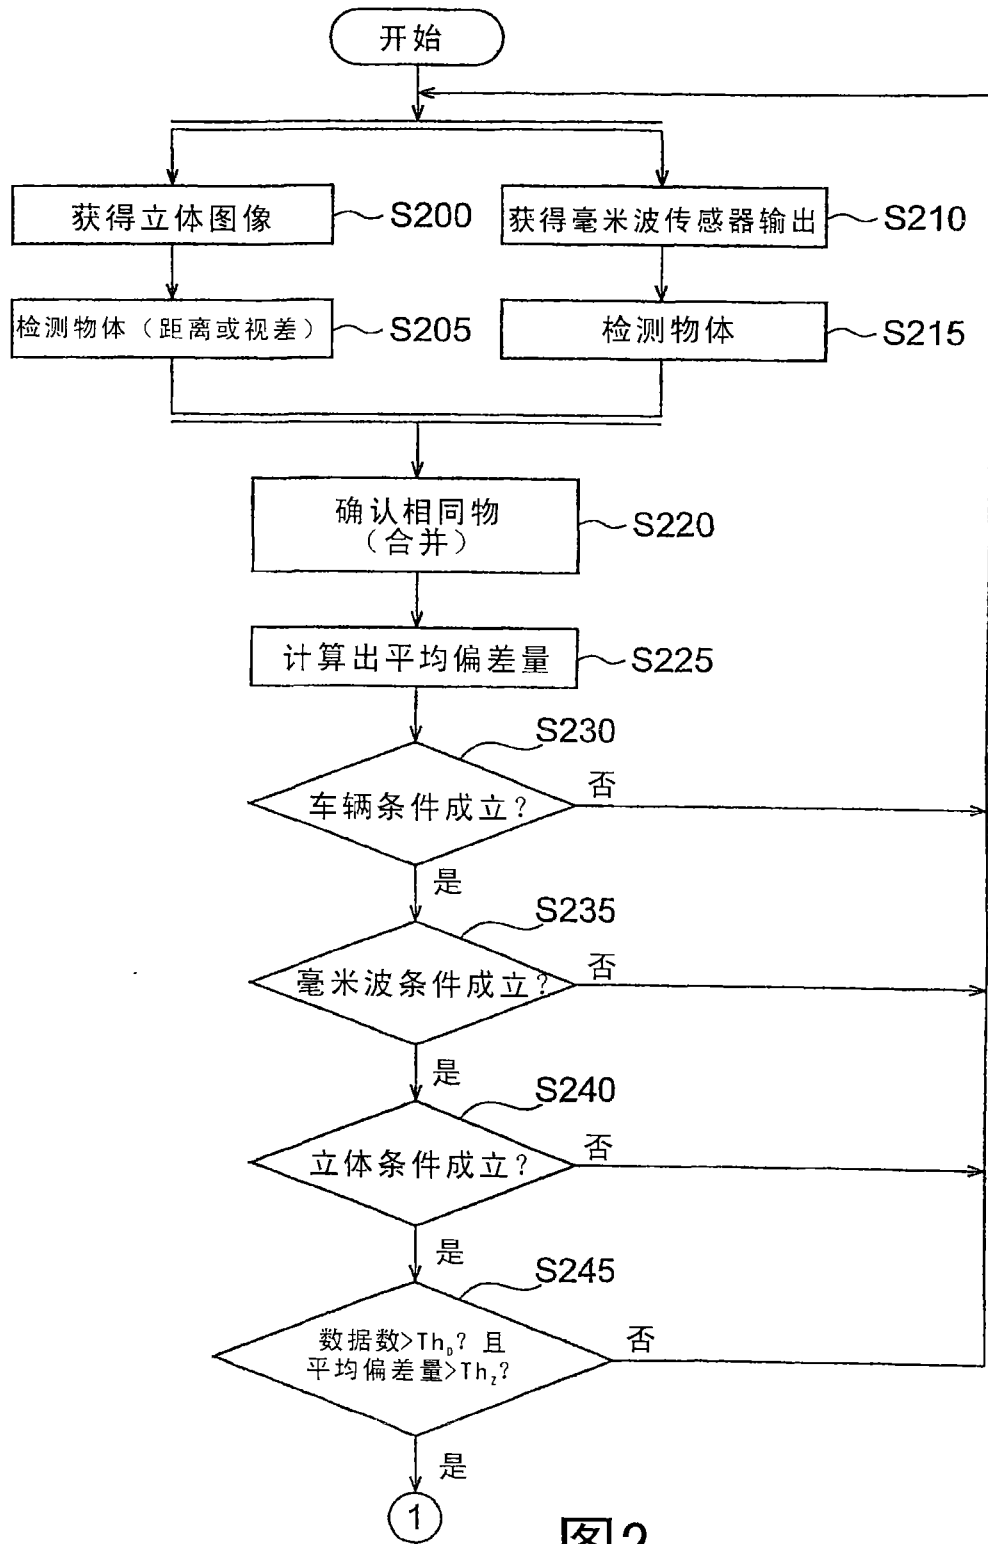 开始
获得立体图像
S200
获得毫米波传感器输出
S210
检测物体（距离或视差）
S205
检测物体
S215
确认相同物
（合并）
S220
计算出平均偏差量
S225
S230
车辆条件成立？
否
是
S235
毫米波条件成立？
否
是
S240
立体条件成立？
否
是
S245
数据数>Th_D？且
平均偏差量>Th_Z？
否
是
1
图2